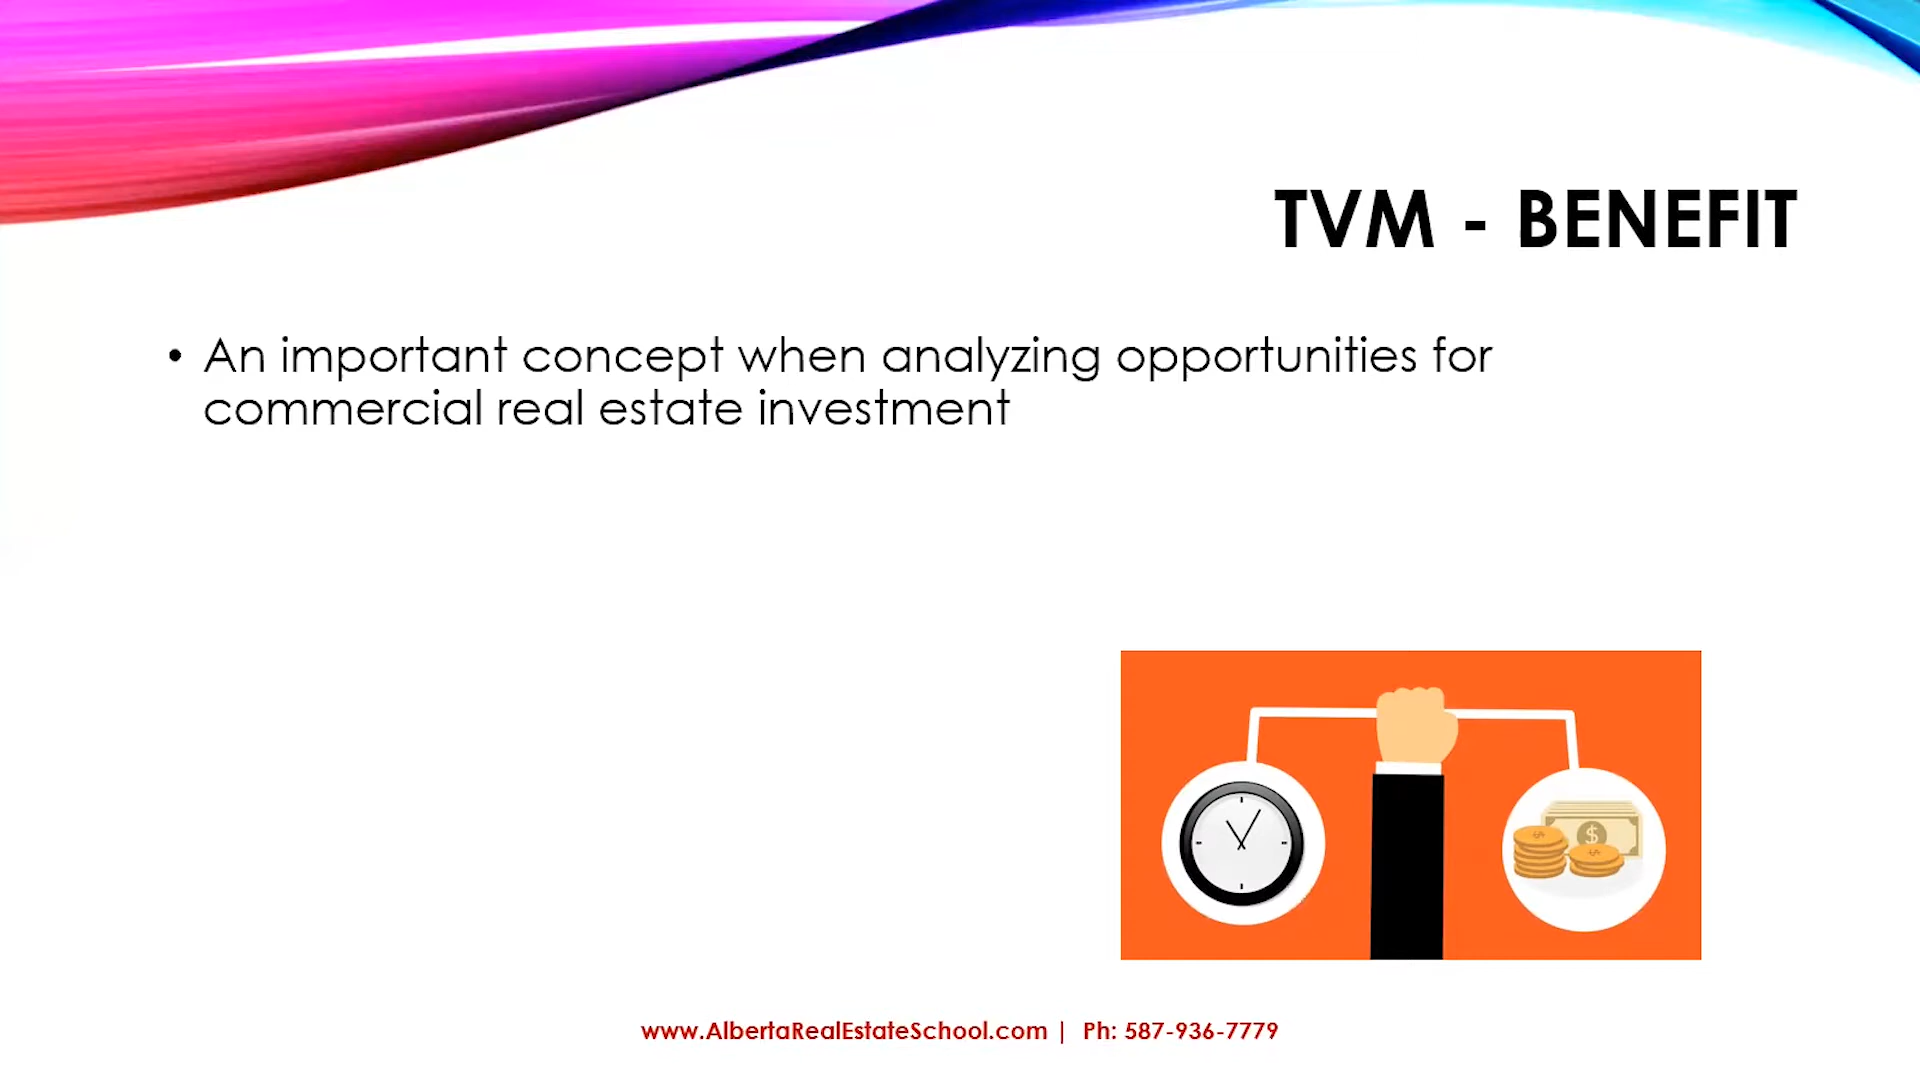 TVM - BENEFIT
• An important concept when analyzing opportunities for
commercial real estate investment
$
www.AlbertaRealEstateSchool.com | Ph: 587-936-7779